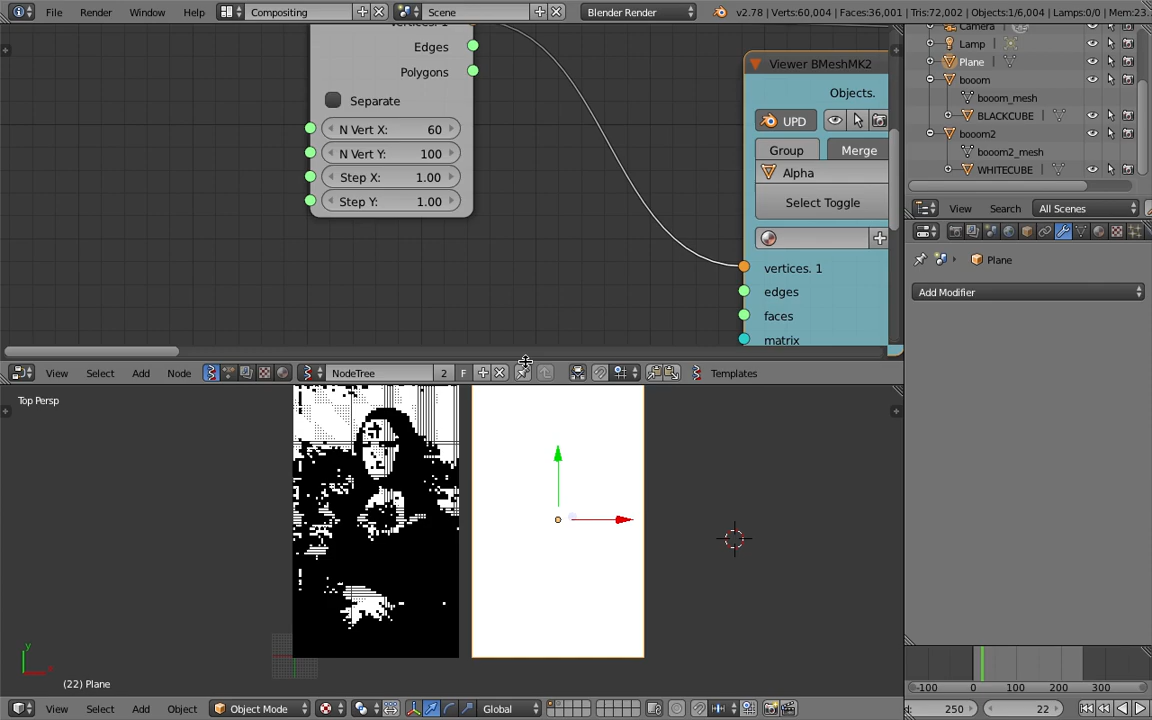 File Render Window Help Compositing Scene Blender Render v2.78 | Verts:60,004 | Faces:36,001 | Tris:72,002 | Objects:1/6,004 | Lamps:0/0 | Mem:23.
Edges
Polygons
Separate
N Vert X: 60
N Vert Y: 100
Step X: 1.00
Step Y: 1.00
Viewer BMeshMK2
Objects.
UPD
Group Merge
Alpha
Select Toggle
vertices. 1
edges
faces
matrix
Camera
Lamp
Plane
booom
booom_mesh
BLACKCUBE
booom2
booom2_mesh
WHITECUBE
View Search All Scenes
Plane
Add Modifier
View Select Add Node NodeTree 2 F Templates
Top Persp
y
x
(22) Plane
-100 0 100 200 300
View Select Add Object Object Mode Global
250 22